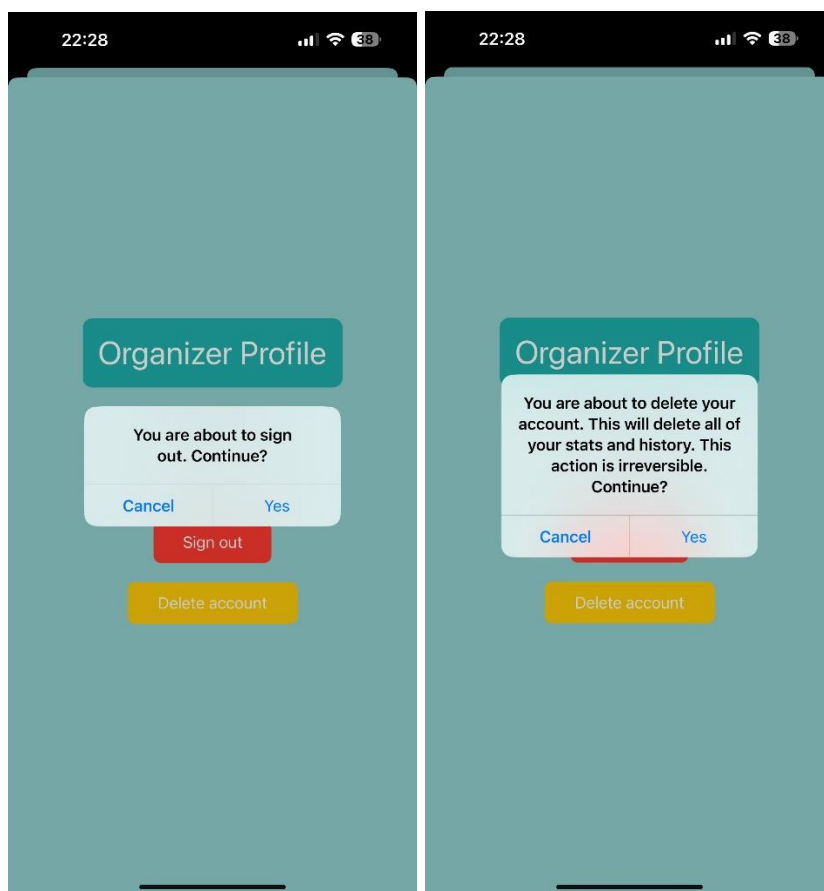 22:28
38
Organizer Profile
You are about to sign
out. Continue?
Cancel Yes
Sign out
Delete account
22:28
38
Organizer Profile
You are about to delete your
account. This will delete all of
your stats and history. This
action is irreversible.
Continue?
Cancel Yes
Delete account